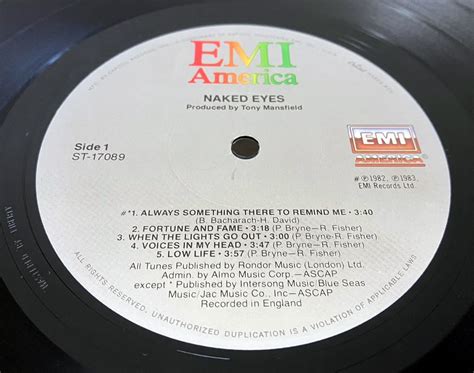 EMI
America
NAKED EYES
Produced by Tony Mansfield
Side 1
ST-17089
EMI
AMERICA
#℗1982, ℗1983,
EMI Records Ltd.
#*1. ALWAYS SOMETHING THERE TO REMIND ME • 3:40
(B. Bacharach-H. David)
2. FORTUNE AND FAME • 3:18 (P. Bryne—R. Fisher)
3. WHEN THE LIGHTS GO OUT • 3:00 (P. Bryne—R. Fisher)
4. VOICES IN MY HEAD • 3:47 (P. Bryne—R. Fisher)
5. LOW LIFE • 3:57 (P. Bryne—R. Fisher)
All Tunes Published by Rondor Music (London) Ltd.
Admin. by Almo Music Corp.—ASCAP
except * Published by Intersong Music/Blue Seas
Music/Jac Music Co., Inc—ASCAP
Recorded in England
UNAUTHORIZED DUPLICATION IS A VIOLATION OF APPLICABLE LAWS